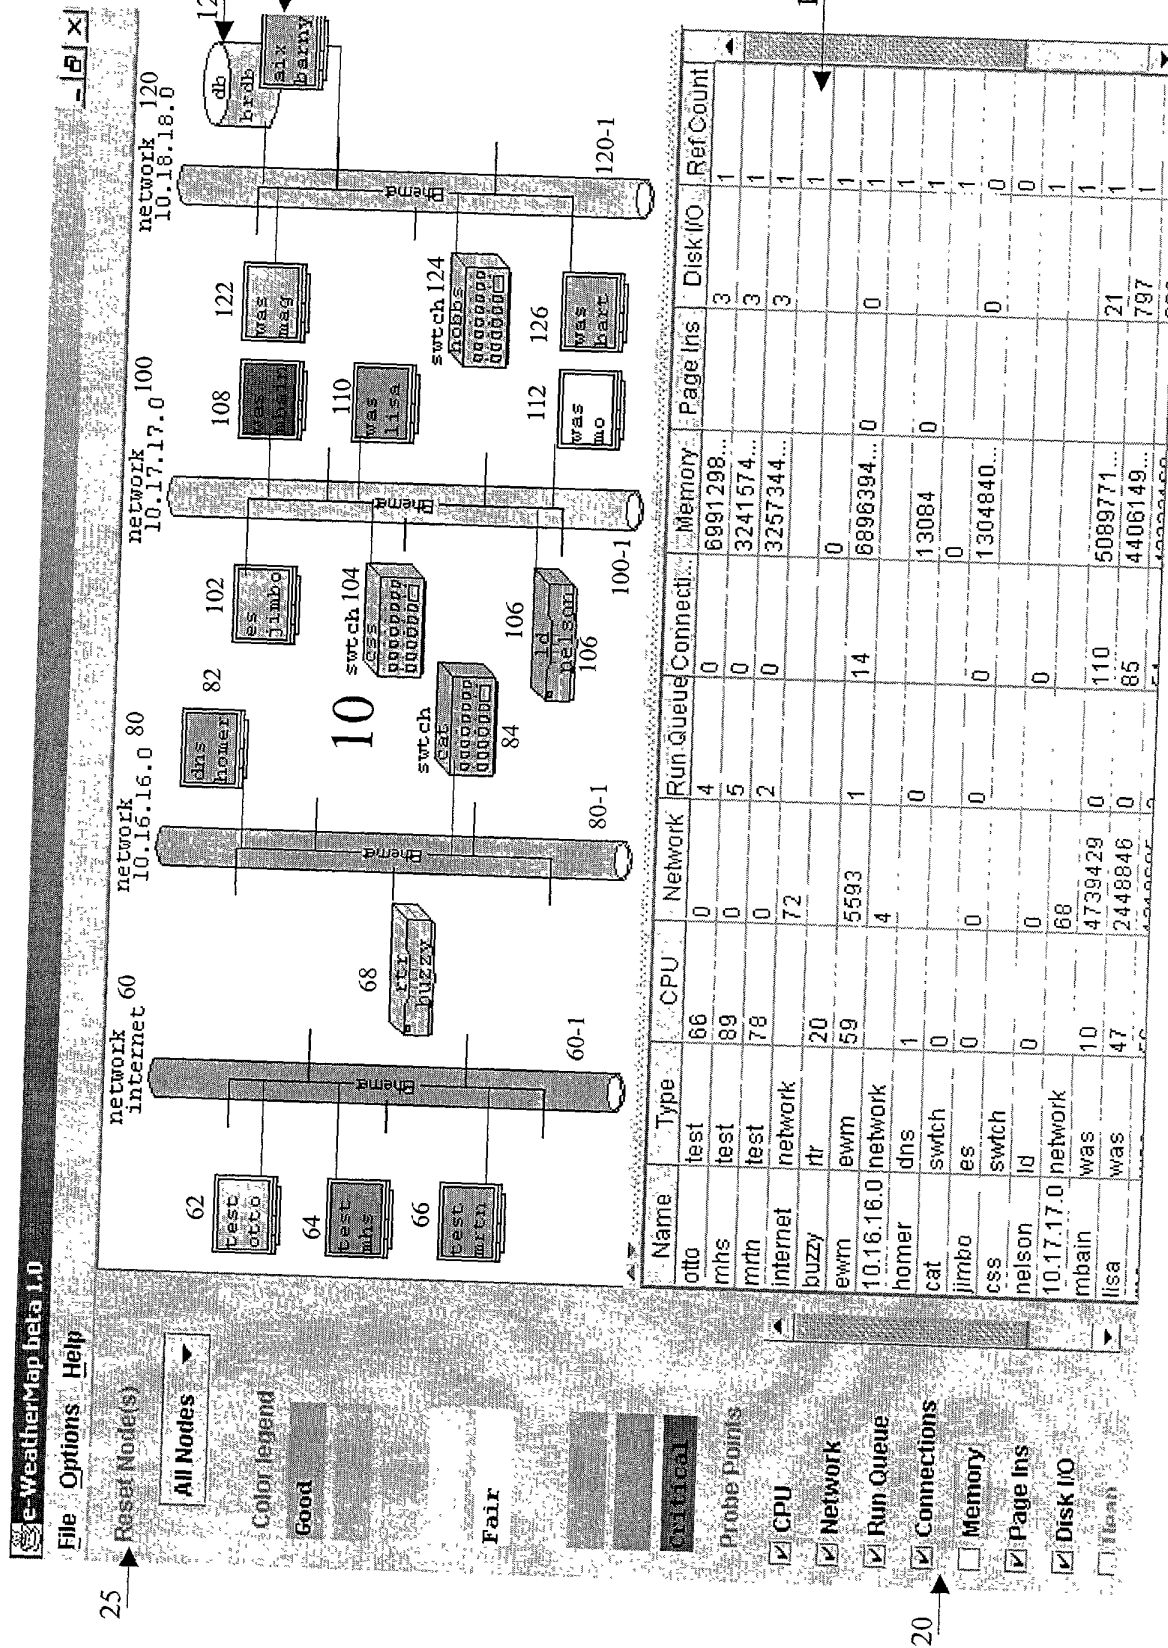 e-WeatherMap beta 1.0
File Options Help
25
Reset Node(s)
All Nodes
Color legend
Good
Fair
Critical
Probe Points
CPU
Network
Run Queue
Connections
Memory
Page Ins
Disk I/O
20
network
internet 60
network
10.16.16.0 80
network
10.17.17.0 100
network
10.18.18.0 120
62
test
otto
64
test
mhs
66
test
mrtn
Ethernet
60-1
68
rtr
buzzy
Ethernet
80-1
82
dns
homer
10
swtch
cat
84
102
es
jimbo
swtch 104
css
106
ld
nelson
106
Ethernet
100-1
108
110
was
lisa
112
was
mo
122
was
mag
swtch 124
hobbs
126
was
bart
Ethernet
120-1
db
brdb
aix
barny
Name Type CPU Network Run Queue Connecti... Memory Page Ins Disk I/O Ref Count
otto test 66 0 4 0 6991298... 3 1
mhs test 89 0 5 0 3241574... 3 1
mrtn test 78 0 2 0 3257344... 3 1
internet network 72 1
buzzy rtr 20 0 1
ewm ewm 59 5593 1 14 6896394... 0 0 1
10.16.16.0 network 4 1
homer dns 1 0 13084 0 1
cat swtch 0 0 1
jimbo es 0 0 0 0 1304840... 0 0
css swtch 0
nelson ld 0 0 0 1
10.17.17.0 network 68 1
mbain was 10 4739429 0 110 5089771... 21 1
lisa was 47 2448846 0 85 4406149... 797 1